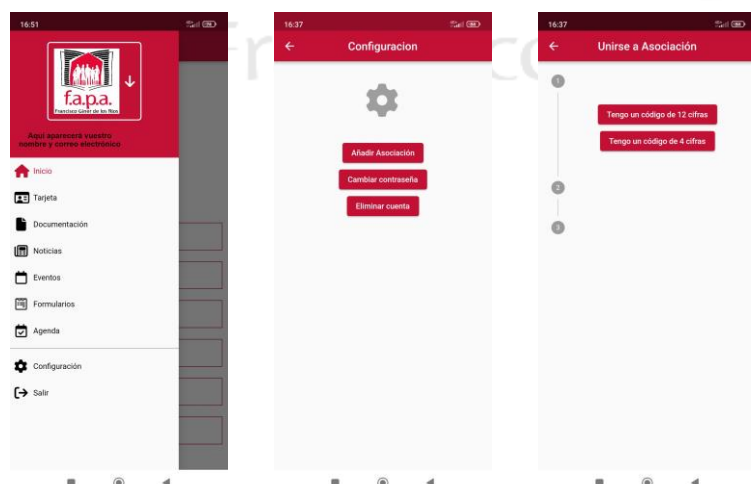 16:51
f.a.p.a.
Francisco Giner de los Ríos
Aqui aparecerá vuestro
nombre y correo electrónico
Inicio
Tarjeta
Documentación
Noticias
Eventos
Formularios
Agenda
Configuración
Salir
16:37
Configuracion
Añadir Asociación
Cambiar contraseña
Eliminar cuenta
16:37
Unirse a Asociación
1
Tengo un código de 12 cifras
Tengo un código de 4 cifras
2
3